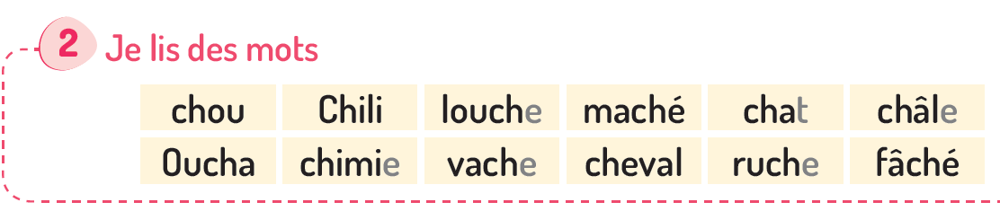 2 Je lis des mots
chou Chili louche maché chat châle
Oucha chimie vache cheval ruche fâché